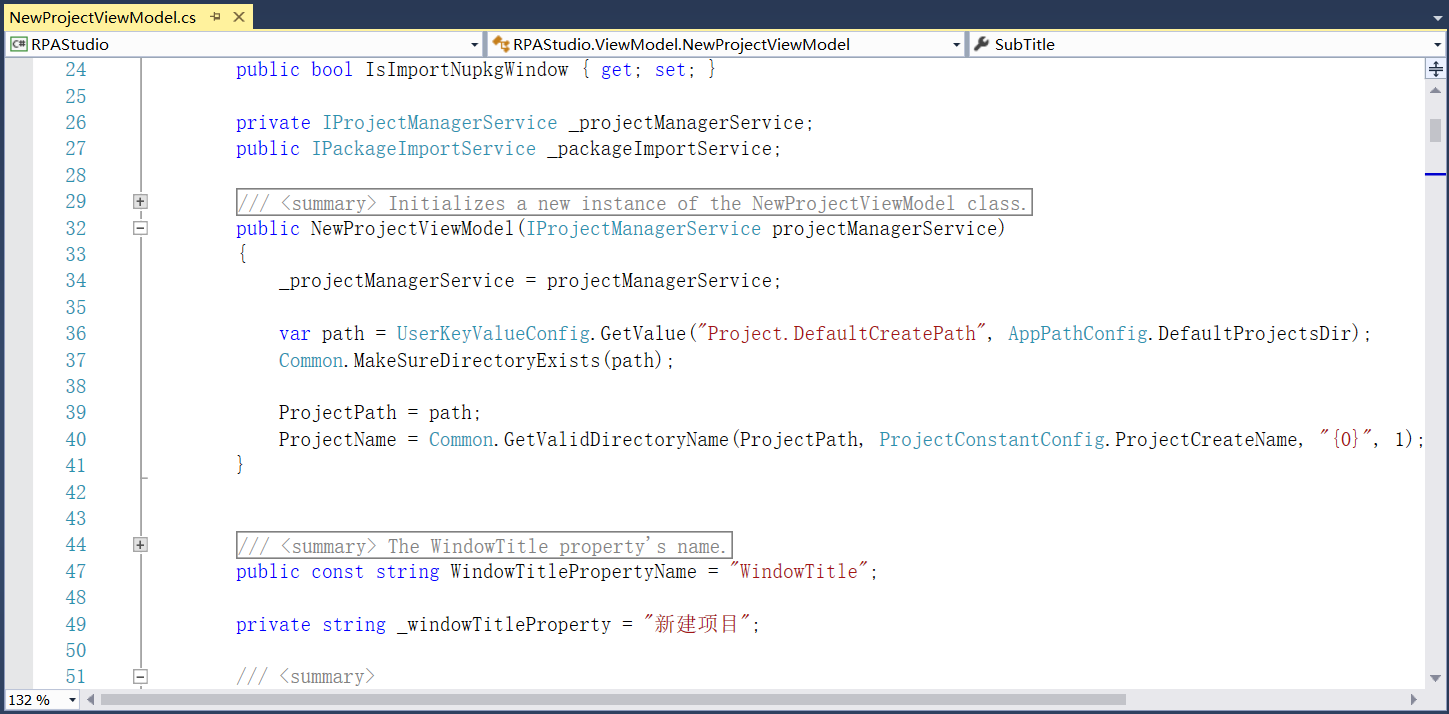 NewProjectViewModel.cs
C# RPAStudio RPAStudio.ViewModel.NewProjectViewModel SubTitle
24 public bool IsImportNupkgWindow { get; set; }
25
26 private IProjectManagerService _projectManagerService;
27 public IPackageImportService _packageImportService;
28
29 /// <summary> Initializes a new instance of the NewProjectViewModel class.
32 public NewProjectViewModel(IProjectManagerService projectManagerService)
33 {
34 _projectManagerService = projectManagerService;
35
36 var path = UserKeyValueConfig.GetValue("Project.DefaultCreatePath", AppPathConfig.DefaultProjectsDir);
37 Common.MakeSureDirectoryExists(path);
38
39 ProjectPath = path;
40 ProjectName = Common.GetValidDirectoryName(ProjectPath, ProjectConstantConfig.ProjectCreateName, "{0}", 1);
41 }
42
43
44 /// <summary> The WindowTitle property's name.
47 public const string WindowTitlePropertyName = "WindowTitle";
48
49 private string _windowTitleProperty = "新建项目";
50
51 /// <summary>
132 %